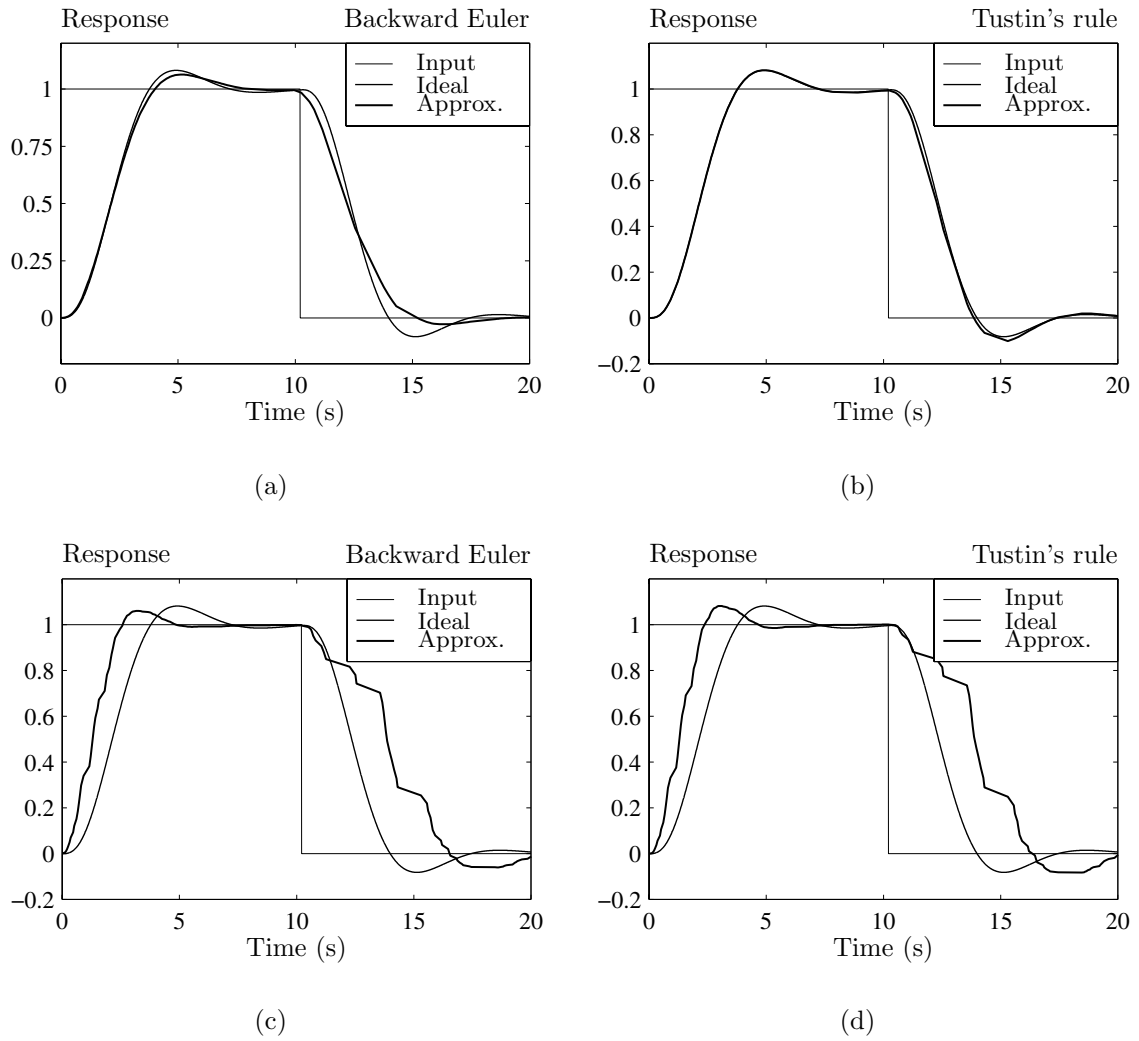 Response Backward Euler
Input
Ideal
Approx.
1
0.75
0.5
0.25
0
0 5 10 15 20
Time (s)
(a)
Response Tustin's rule
Input
Ideal
Approx.
1
0.8
0.6
0.4
0.2
0
−0.2
0 5 10 15 20
Time (s)
(b)
Response Backward Euler
Input
Ideal
Approx.
1
0.8
0.6
0.4
0.2
0
−0.2
0 5 10 15 20
Time (s)
(c)
Response Tustin's rule
Input
Ideal
Approx.
1
0.8
0.6
0.4
0.2
0
−0.2
0 5 10 15 20
Time (s)
(d)